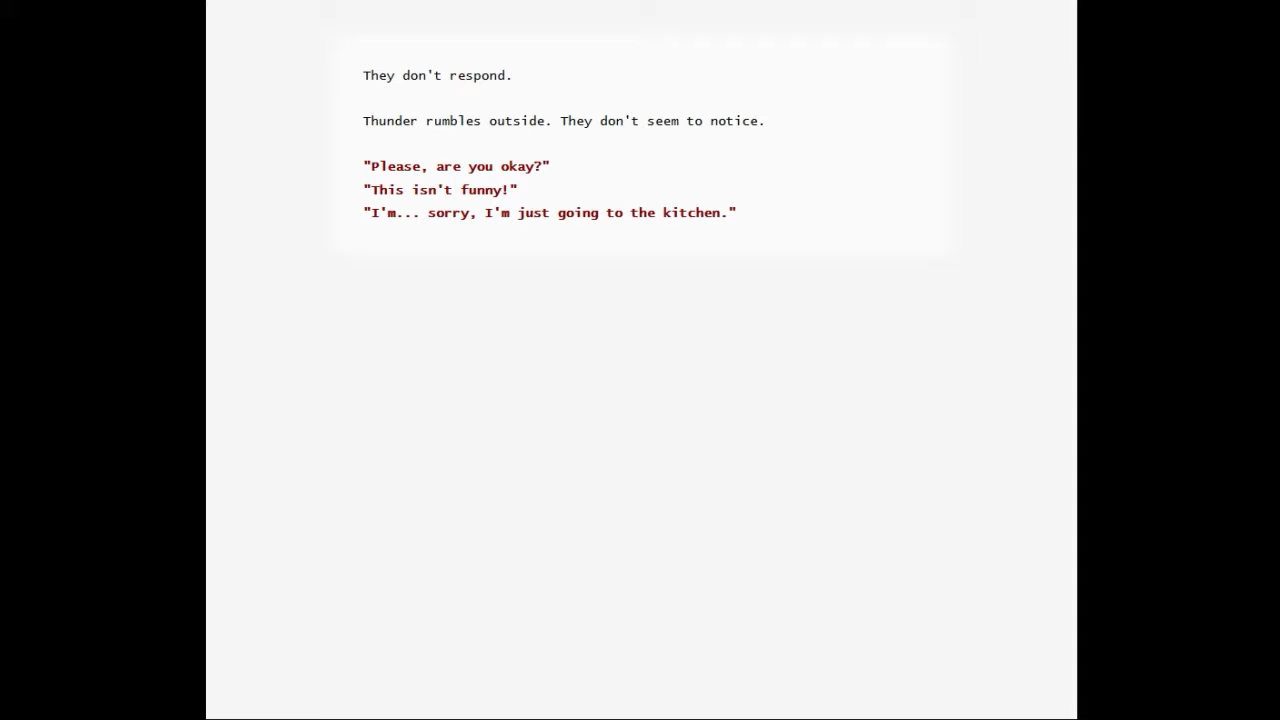 They don't respond.
Thunder rumbles outside. They don't seem to notice.
"Please, are you okay?"
"This isn't funny!"
"I'm... sorry, I'm just going to the kitchen."